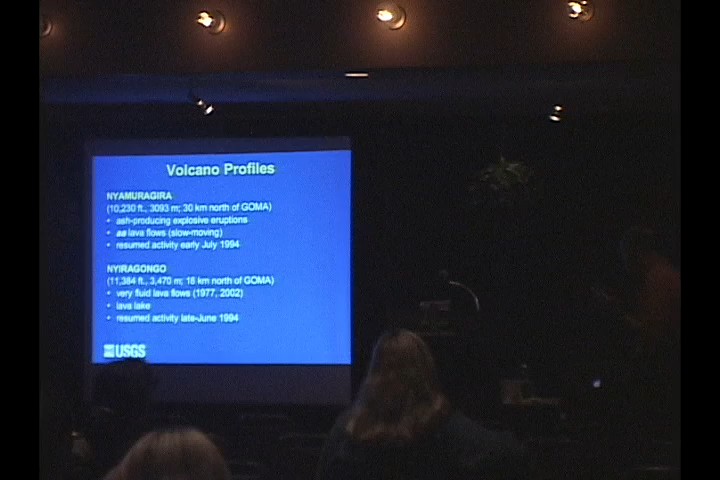 Volcano Profiles
NYAMURAGIRA
(10,230 ft., 3093 m; 30 km north of GOMA)
• ash-producing explosive eruptions
• aa lava flows (slow-moving)
• resumed activity early July 1994
NYIRAGONGO
(11,384 ft., 3,470 m; 18 km north of GOMA)
• very fluid lava flows (1977, 2002)
• lava lake
• resumed activity late-June 1994
USGS